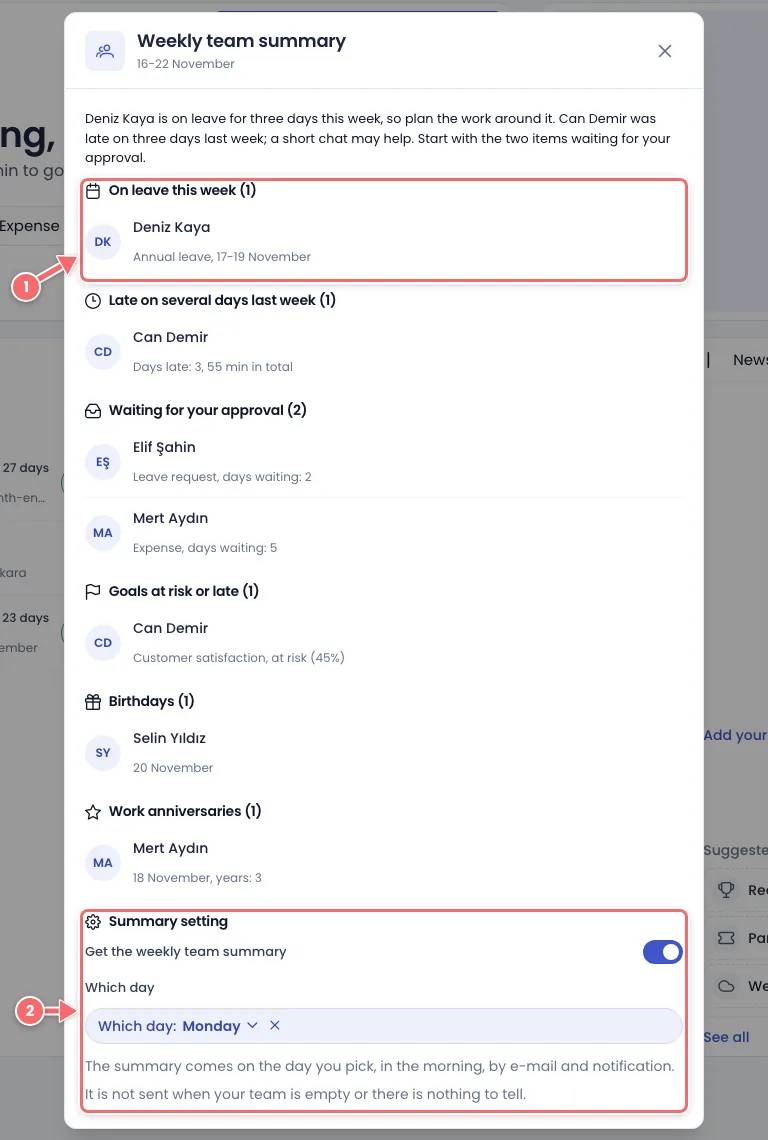 Weekly team summary
16-22 November
Deniz Kaya is on leave for three days this week, so plan the work around it. Can Demir was
late on three days last week; a short chat may help. Start with the two items waiting for your
approval.
On leave this week (1)
DK
Deniz Kaya
Annual leave, 17-19 November
1
Late on several days last week (1)
CD
Can Demir
Days late: 3, 55 min in total
Waiting for your approval (2)
EŞ
Elif Şahin
Leave request, days waiting: 2
MA
Mert Aydın
Expense, days waiting: 5
Goals at risk or late (1)
CD
Can Demir
Customer satisfaction, at risk (45%)
Birthdays (1)
SY
Selin Yıldız
20 November
Work anniversaries (1)
MA
Mert Aydın
18 November, years: 3
Summary setting
Get the weekly team summary
Which day
2
Which day: Monday
The summary comes on the day you pick, in the morning, by e-mail and notification.
It is not sent when your team is empty or there is nothing to tell.
ng,
in to go
Expense
27 days
nth-en...
kara
23 days
ember
News
Add your
Suggeste
Rec
Par
We
See all